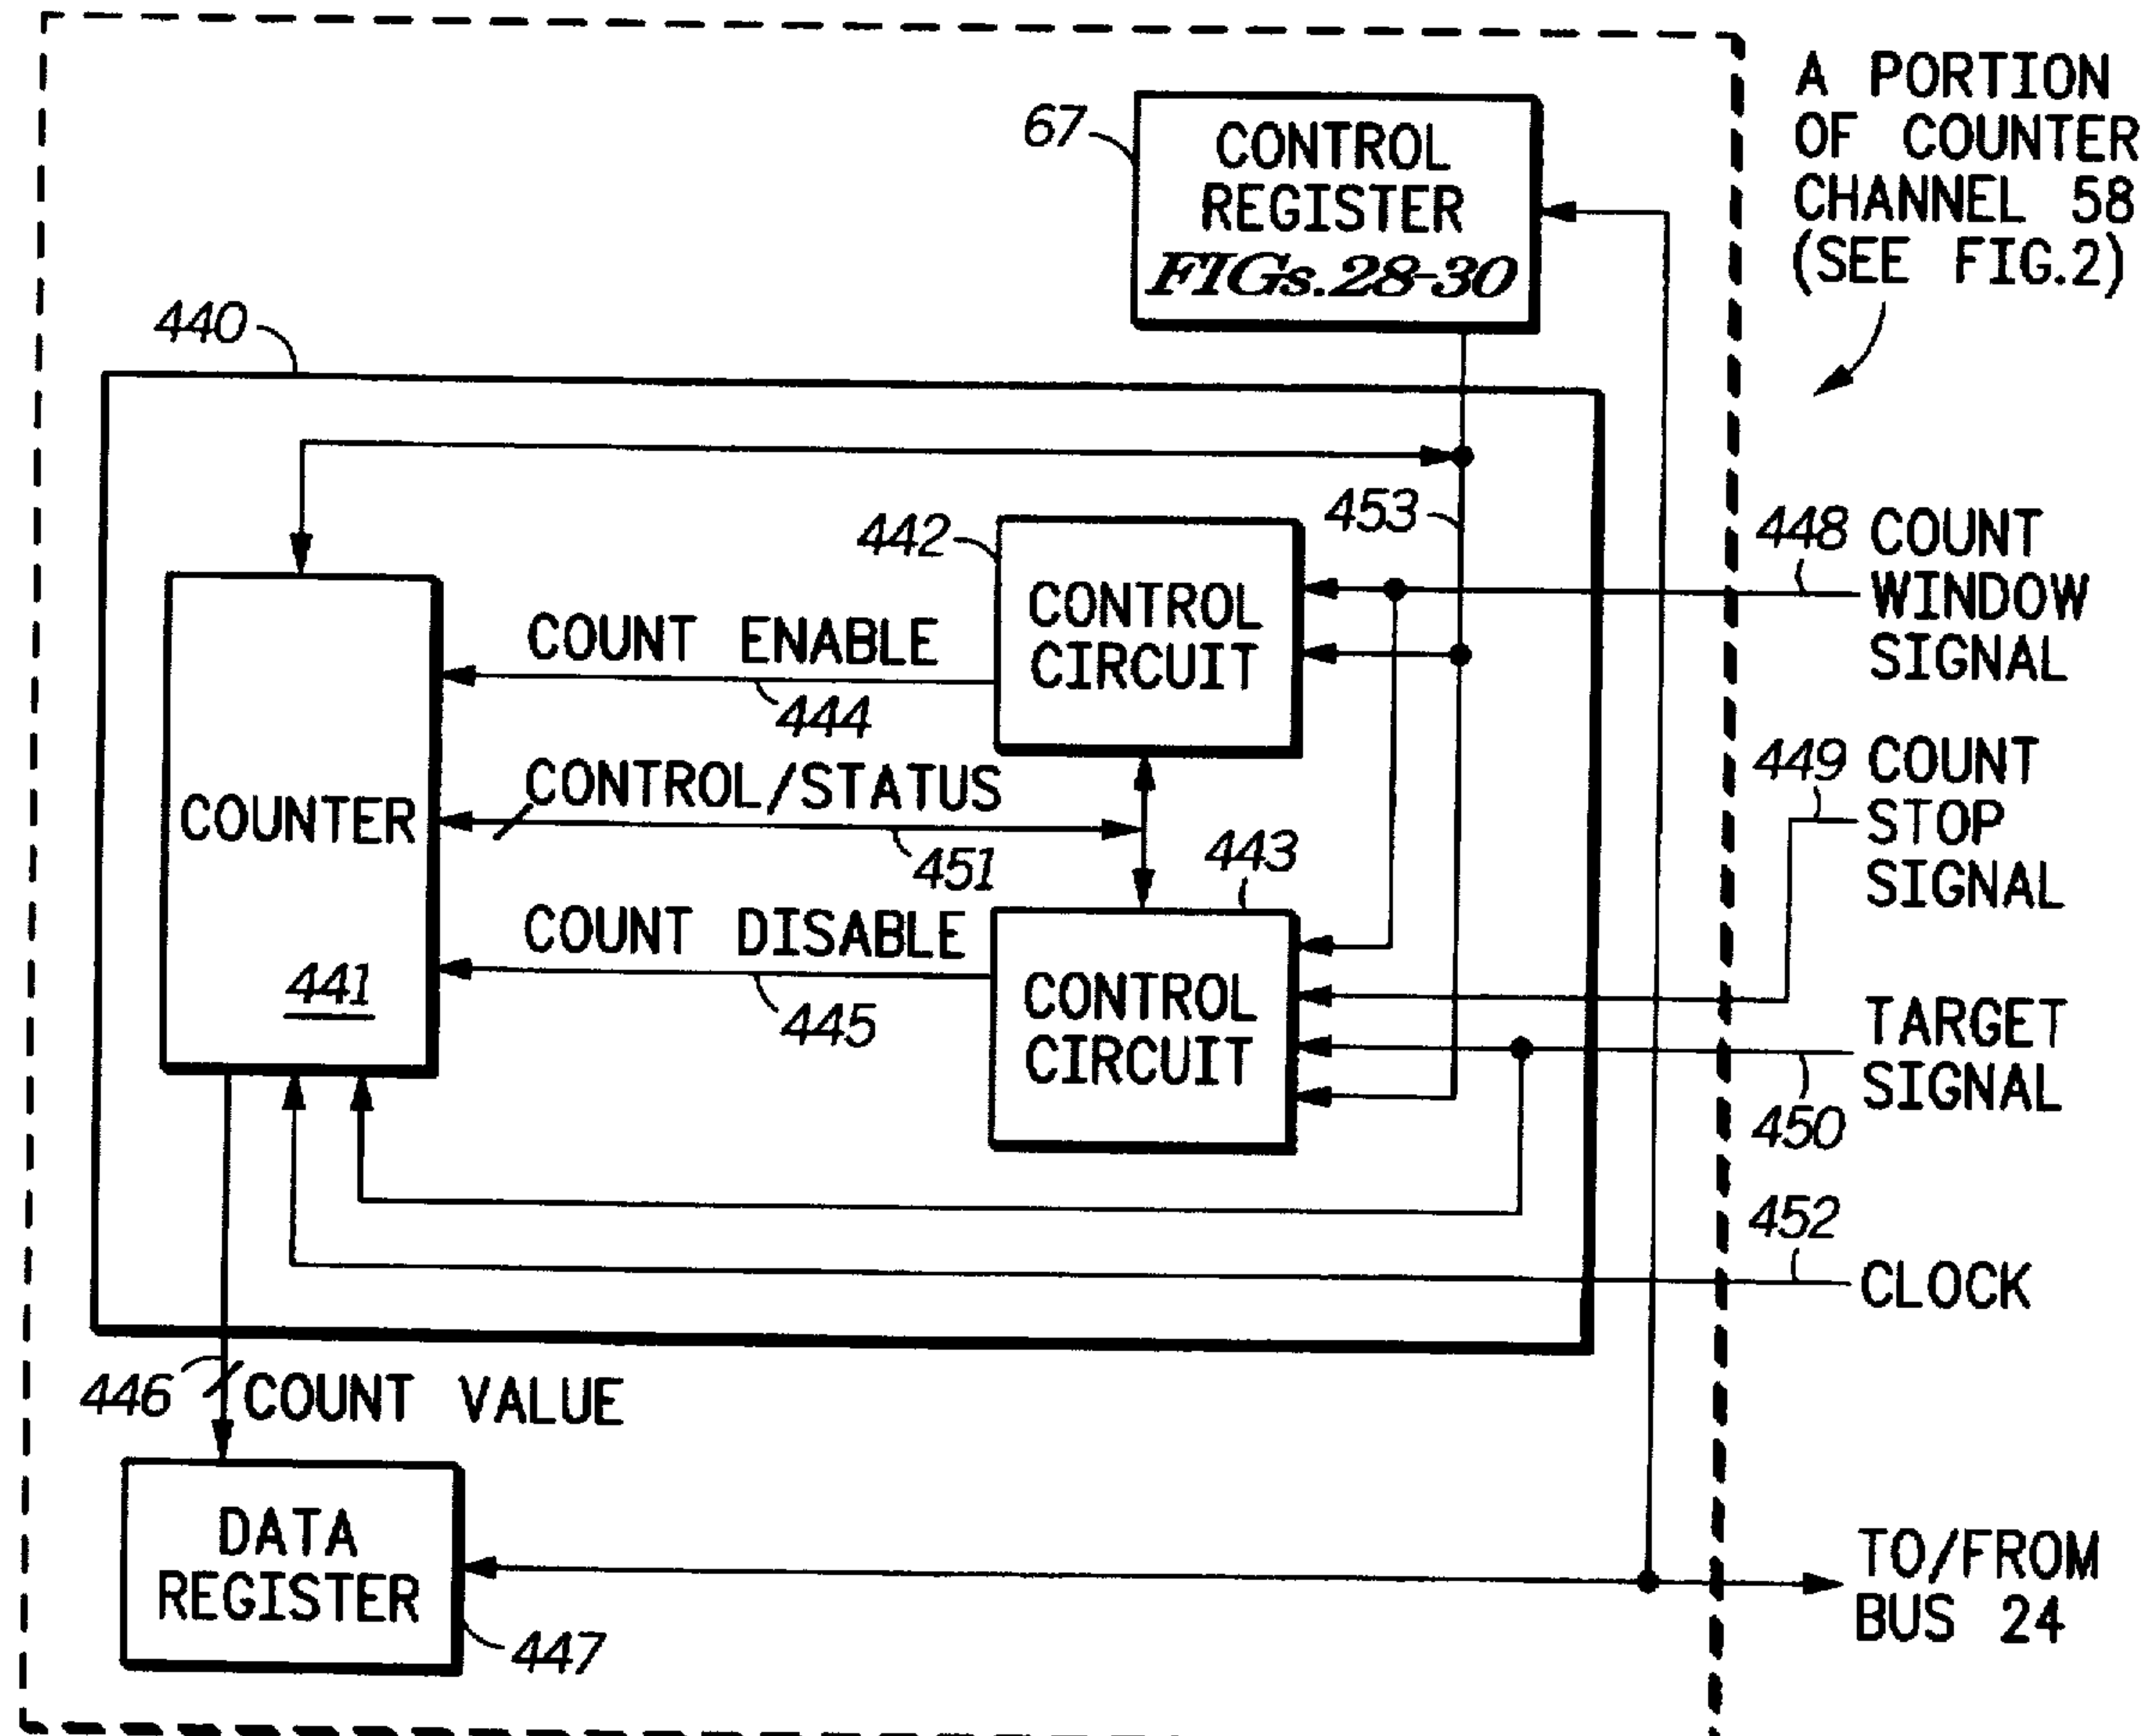 A PORTION
OF COUNTER
CHANNEL 58
(SEE FIG.2)
67
CONTROL
REGISTER
FIGs.28-30
440
453
442
CONTROL
CIRCUIT
448
COUNT
WINDOW
SIGNAL
COUNT ENABLE
444
449
COUNT
STOP
SIGNAL
CONTROL/STATUS
451
COUNTER
441
443
COUNT DISABLE
445
CONTROL
CIRCUIT
TARGET
SIGNAL
450
452
CLOCK
446
COUNT VALUE
DATA
REGISTER
447
TO/FROM
BUS 24